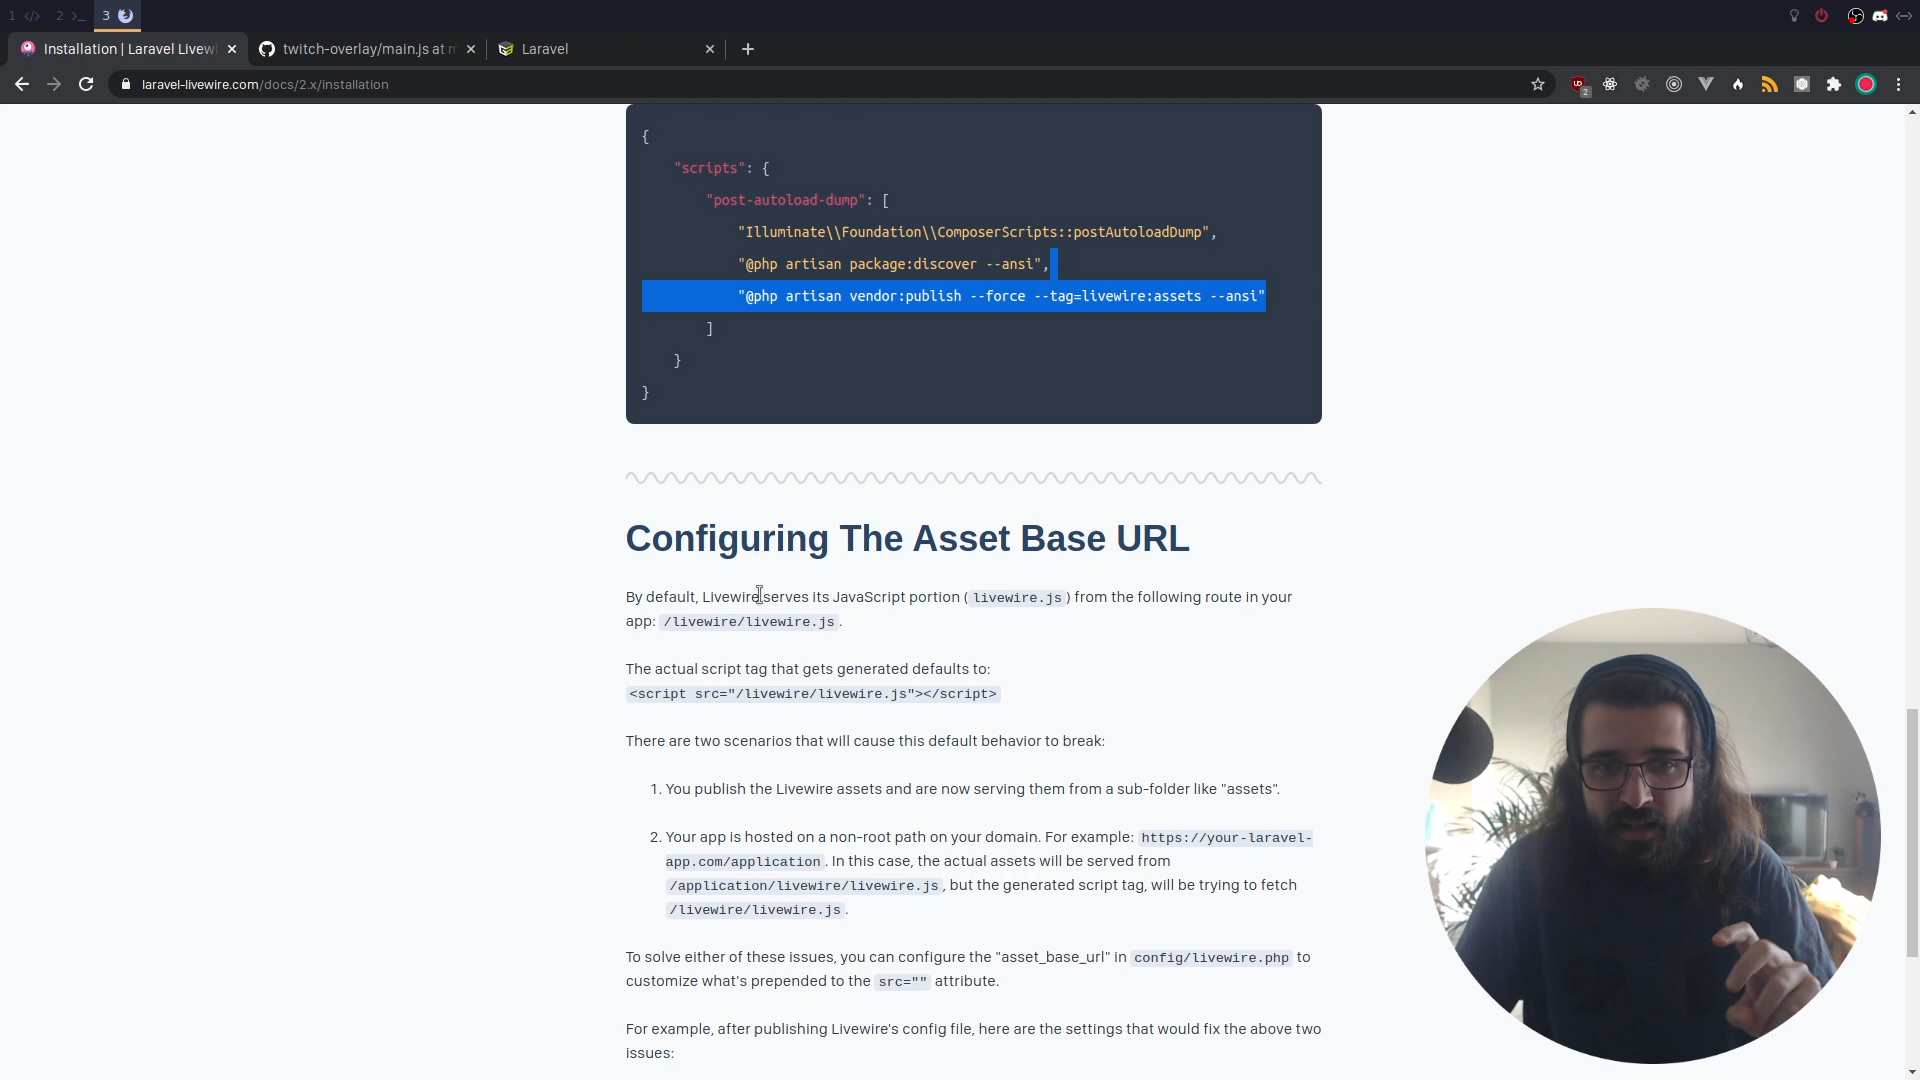 1 </> 2 >_ 3
Installation | Laravel Livewi
twitch-overlay/main.js at m
Laravel
laravel-livewire.com/docs/2.x/installation
2
{
"scripts": {
"post-autoload-dump": [
"Illuminate\\Foundation\\ComposerScripts::postAutoloadDump",
"@php artisan package:discover --ansi",
"@php artisan vendor:publish --force --tag=livewire:assets --ansi"
]
}
}
Configuring The Asset Base URL
By default, Livewire serves its JavaScript portion ( livewire.js ) from the following route in your
app: /livewire/livewire.js .
The actual script tag that gets generated defaults to:
<script src="/livewire/livewire.js"></script>
There are two scenarios that will cause this default behavior to break:
1. You publish the Livewire assets and are now serving them from a sub-folder like "assets".
2. Your app is hosted on a non-root path on your domain. For example: https://your-laravel-
app.com/application . In this case, the actual assets will be served from
/application/livewire/livewire.js , but the generated script tag, will be trying to fetch
/livewire/livewire.js .
To solve either of these issues, you can configure the "asset_base_url" in config/livewire.php to
customize what's prepended to the src="" attribute.
For example, after publishing Livewire's config file, here are the settings that would fix the above two
issues: